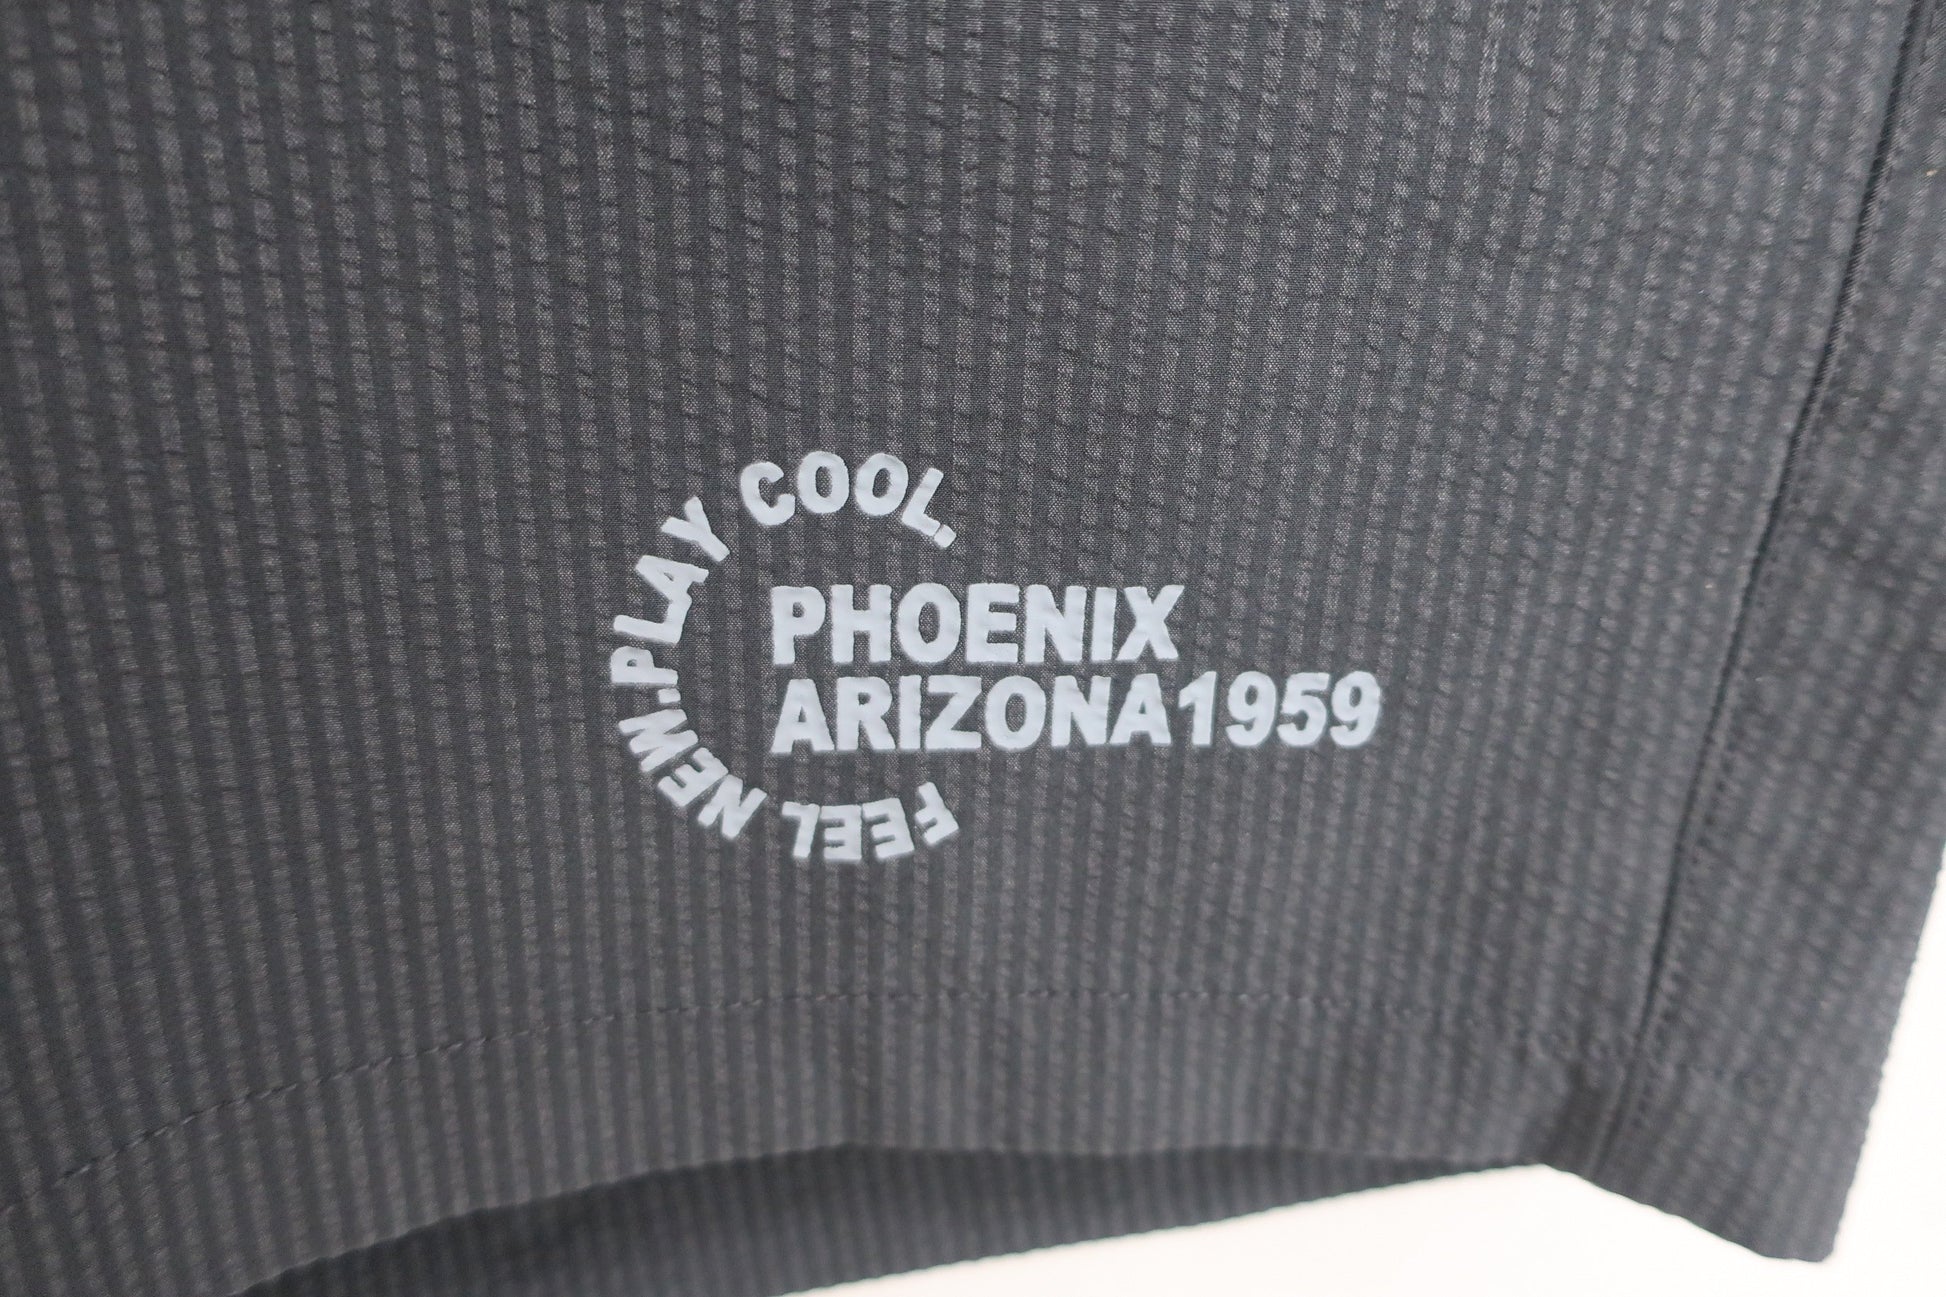 FEEL NEW.PLAY COOL.
PHOENIX
ARIZONA1959